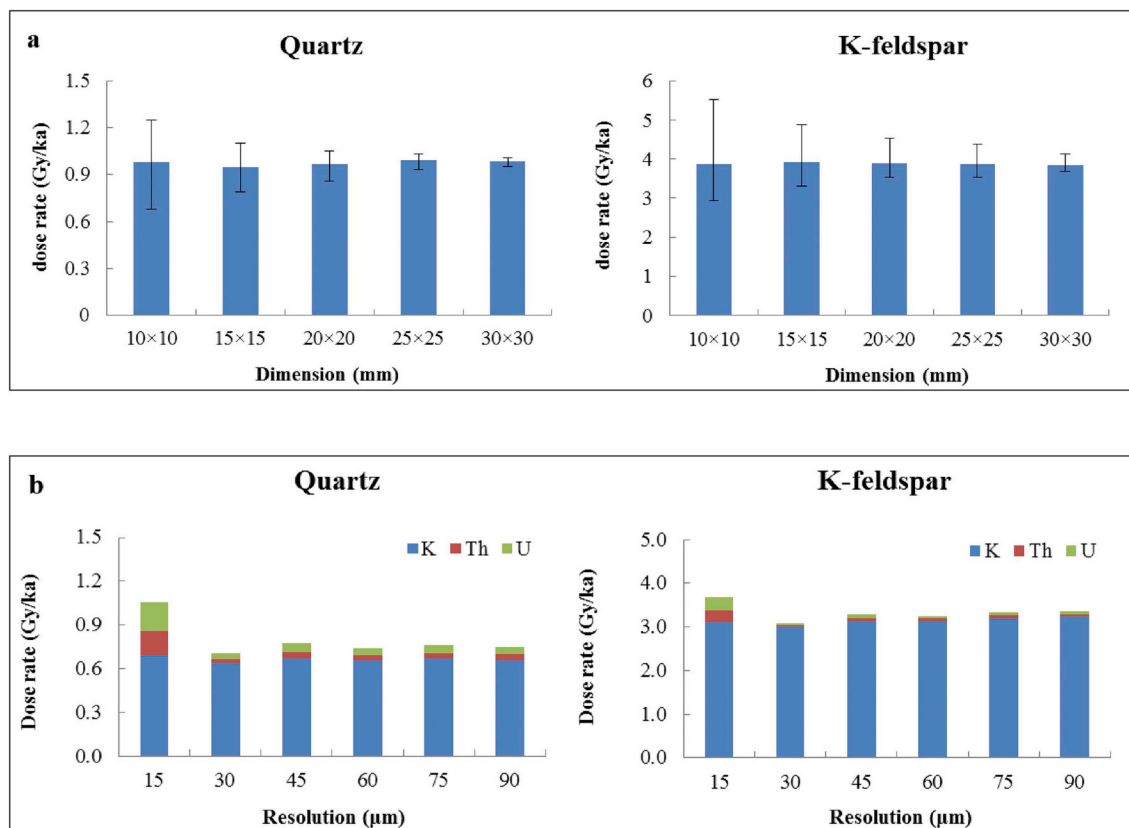 a
Quartz
K-feldspar
dose rate (Gy/ka)
1.5
1.2
0.9
0.6
0.3
0
10×10 15×15 20×20 25×25 30×30
Dimension (mm)
dose rate (Gy/ka)
6
5
4
3
2
1
0
10×10 15×15 20×20 25×25 30×30
Dimension (mm)
b
Quartz
K-feldspar
Dose rate (Gy/ka)
1.5
1.2
0.9
0.6
0.3
0.0
K Th U
15 30 45 60 75 90
Resolution (μm)
Dose rate (Gy/ka)
5.0
4.0
3.0
2.0
1.0
0.0
K Th U
15 30 45 60 75 90
Resolution (μm)